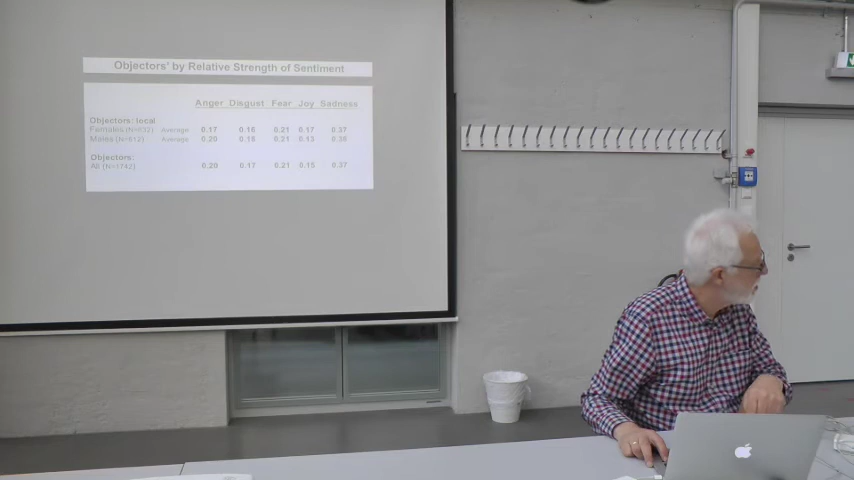 Objectors' by Relative Strength of Sentiment
Anger Disgust Fear Joy Sadness
Objectors: local
Females (N=632) Average 0.17 0.16 0.21 0.17 0.37
Males (N=612) Average 0.20 0.18 0.21 0.13 0.36
Objectors:
All (N=1742) 0.20 0.17 0.21 0.15 0.37